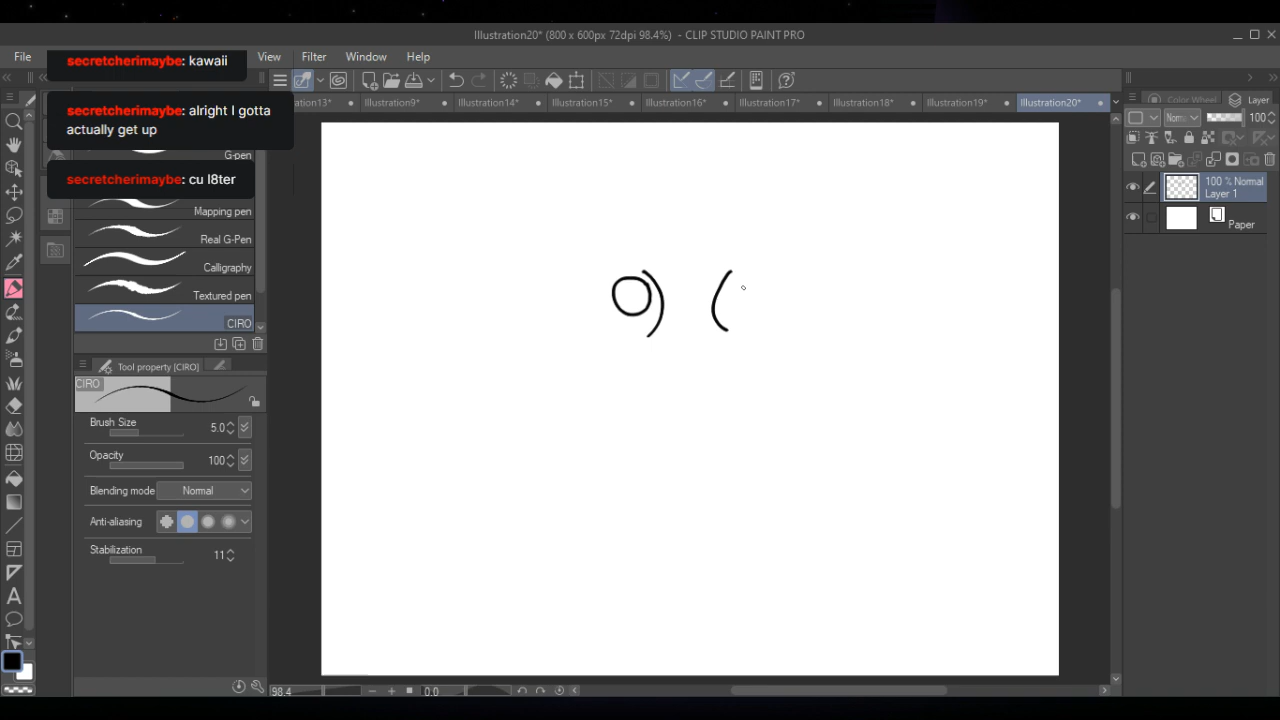 Illustration20* (800 x 600px 72dpi 98.4%) - CLIP STUDIO PAINT PRO
File View Filter Window Help
secretcherimaybe: kawaii
secretcherimaybe: alright I gotta
actually get up
secretcherimaybe: cu l8ter
13* Illustration9* Illustration14* Illustration15* Illustration16* Illustration17* Illustration18* Illustration19* Illustration20*
Color Wheel Layer
100
100 % Normal
Layer 1
Paper
G-pen
Mapping pen
Real G-Pen
Calligraphy
Textured pen
CIRO
Tool property [CIRO]
CIRO
Brush Size 5.0
Opacity 100
Blending mode Normal
Anti-aliasing
Stabilization 11
O) (
98.4 0.0